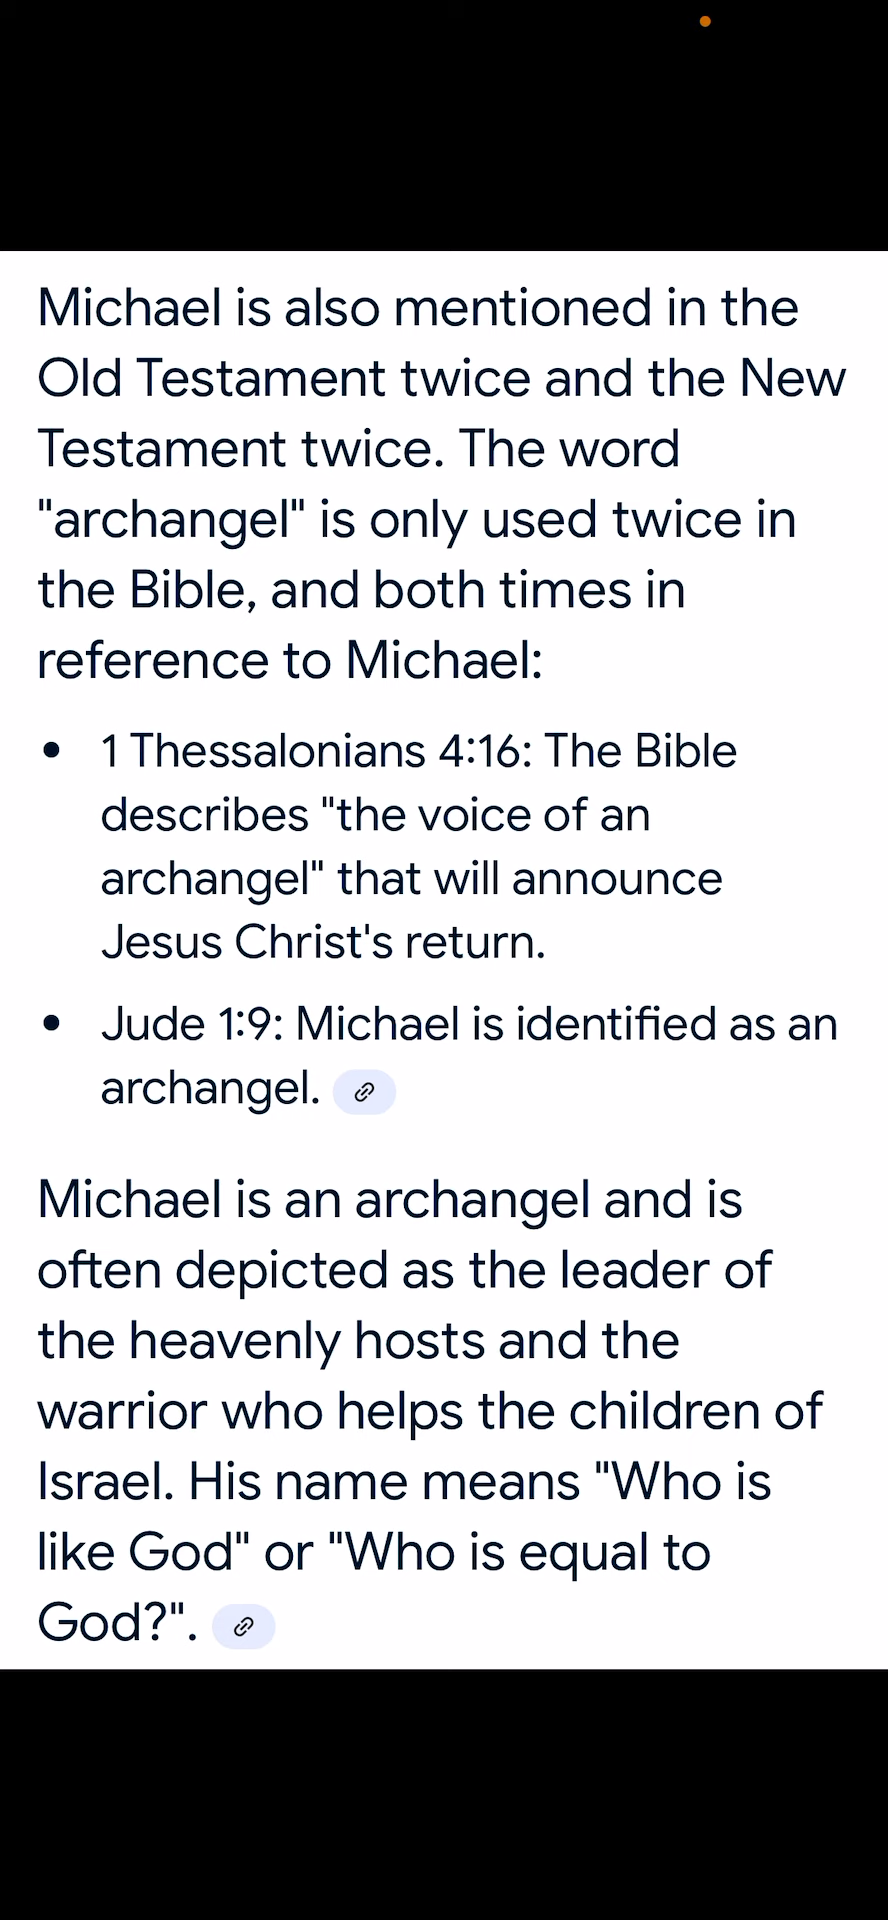 Michael is also mentioned in the
Old Testament twice and the New
Testament twice. The word
"archangel" is only used twice in
the Bible, and both times in
reference to Michael:
• 1 Thessalonians 4:16: The Bible
describes "the voice of an
archangel" that will announce
Jesus Christ's return.
• Jude 1:9: Michael is identified as an
archangel.
Michael is an archangel and is
often depicted as the leader of
the heavenly hosts and the
warrior who helps the children of
Israel. His name means "Who is
like God" or "Who is equal to
God?".